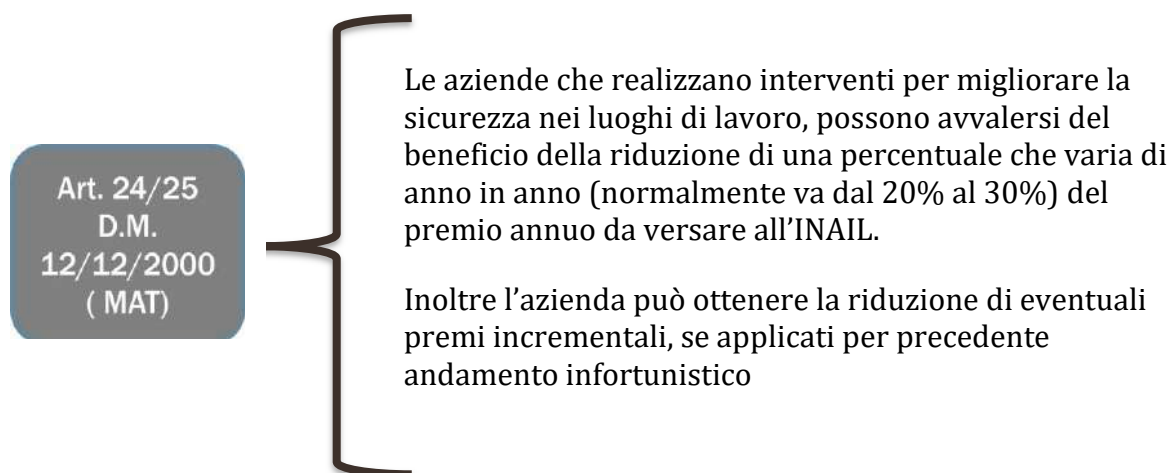 Art. 24/25
D.M.
12/12/2000
( MAT)
Le aziende che realizzano interventi per migliorare la
sicurezza nei luoghi di lavoro, possono avvalersi del
beneficio della riduzione di una percentuale che varia di
anno in anno (normalmente va dal 20% al 30%) del
premio annuo da versare all’INAIL.
Inoltre l’azienda può ottenere la riduzione di eventuali
premi incrementali, se applicati per precedente
andamento infortunistico